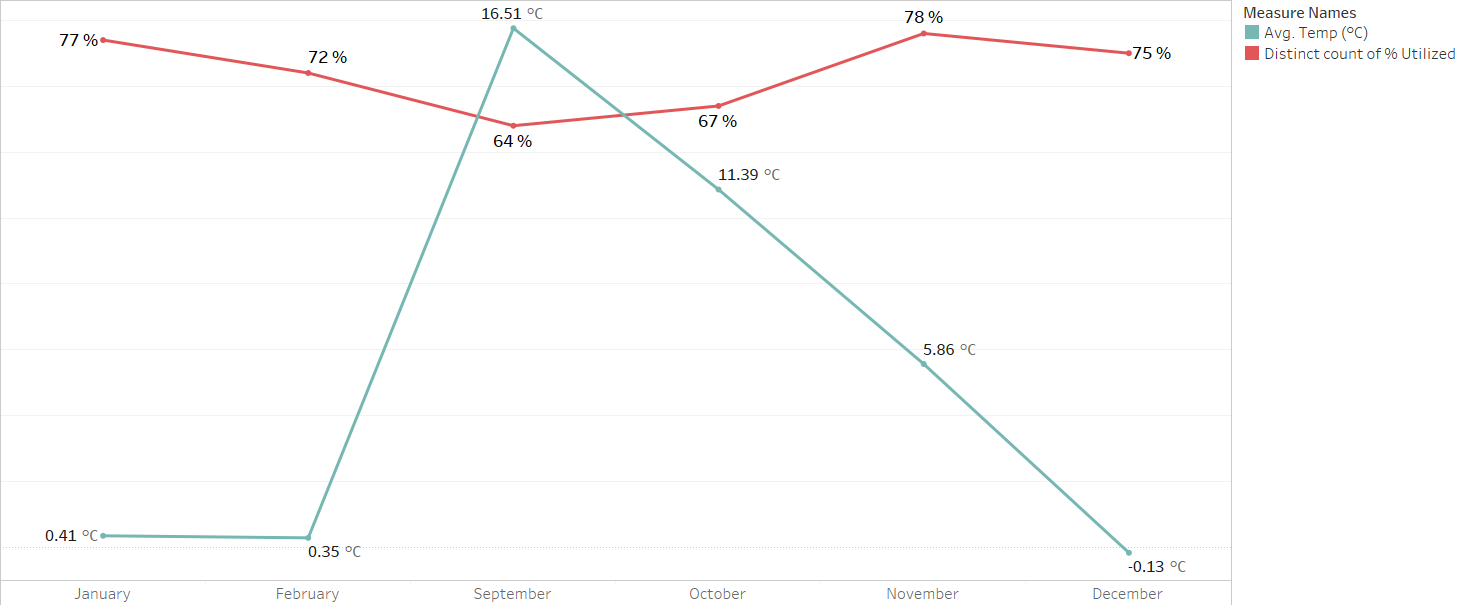 16.51 °C
78 %
77 %
72 %
75 %
67 %
64 %
11.39 °C
5.86 °C
0.41 °C
0.35 °C
-0.13 °C
January
February
September
October
November
December
Measure Names
Avg. Temp (°C)
Distinct count of % Utilized